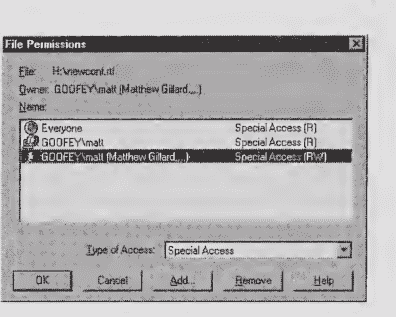 File Permissions
File: H:\viewconf.rtf
Owner: GOOFEY\matt (Matthew Gillard,,,,)
Name:
Everyone Special Access (R)
GOOFEY\matt Special Access (R)
GOOFEY\matt (Matthew Gillard,,,,) Special Access (RW)
Type of Access: Special Access
OK Cancel Add... Remove Help